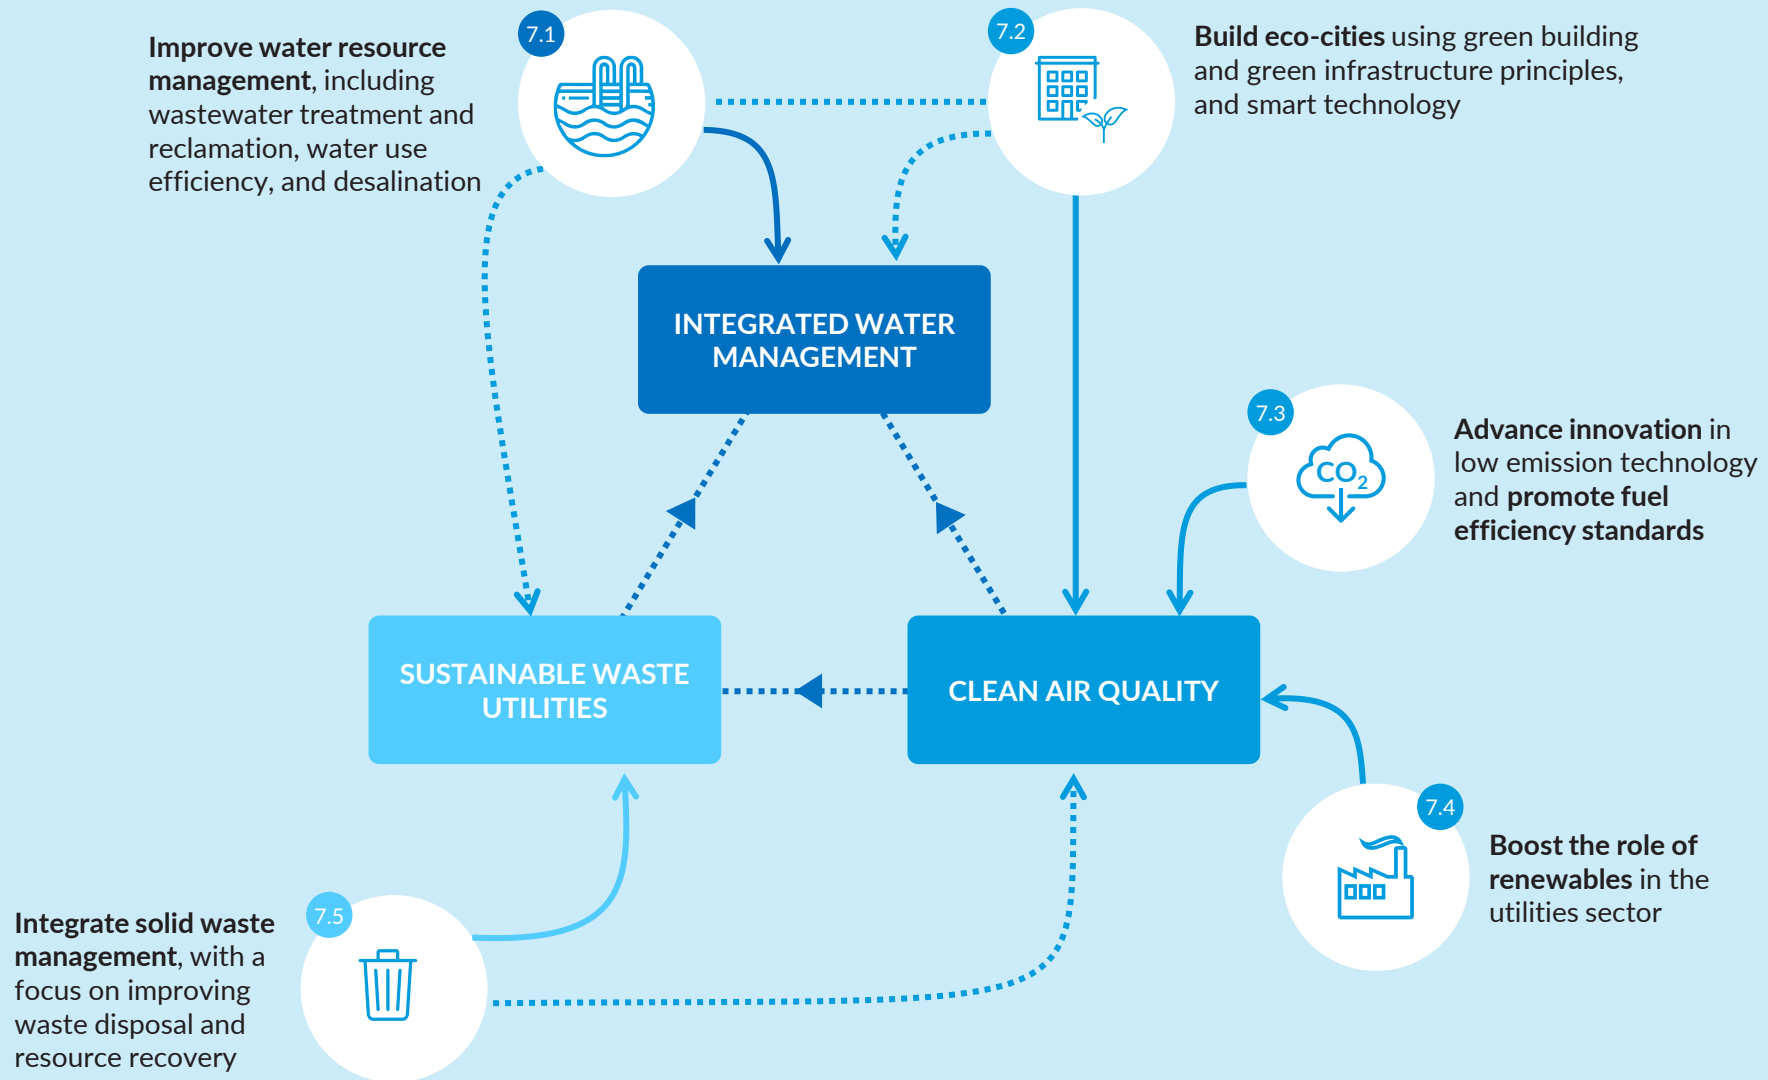 7.1
Improve water resource
management, including
wastewater treatment and
reclamation, water use
efficiency, and desalination
7.2
Build eco-cities using green building
and green infrastructure principles,
and smart technology
INTEGRATED WATER
MANAGEMENT
7.3
CO2
Advance innovation in
low emission technology
and promote fuel
efficiency standards
SUSTAINABLE WASTE
UTILITIES
CLEAN AIR QUALITY
7.4
Boost the role of
renewables in the
utilities sector
7.5
Integrate solid waste
management, with a
focus on improving
waste disposal and
resource recovery